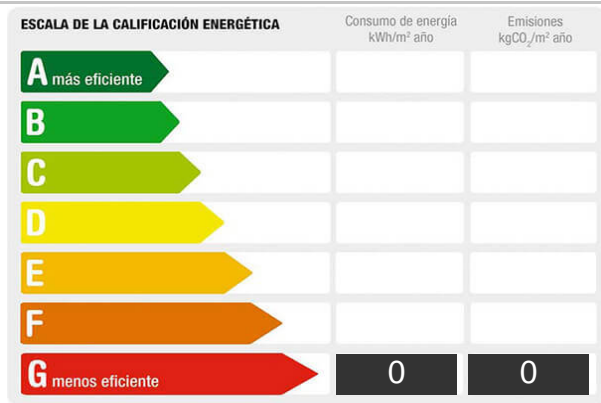 ESCALA DE LA CALIFICACIÓN ENERGÉTICA
Consumo de energía
kWh/m² año
Emisiones
kgCO₂/m² año
A más eficiente
B
C
D
E
F
G menos eficiente
0
0